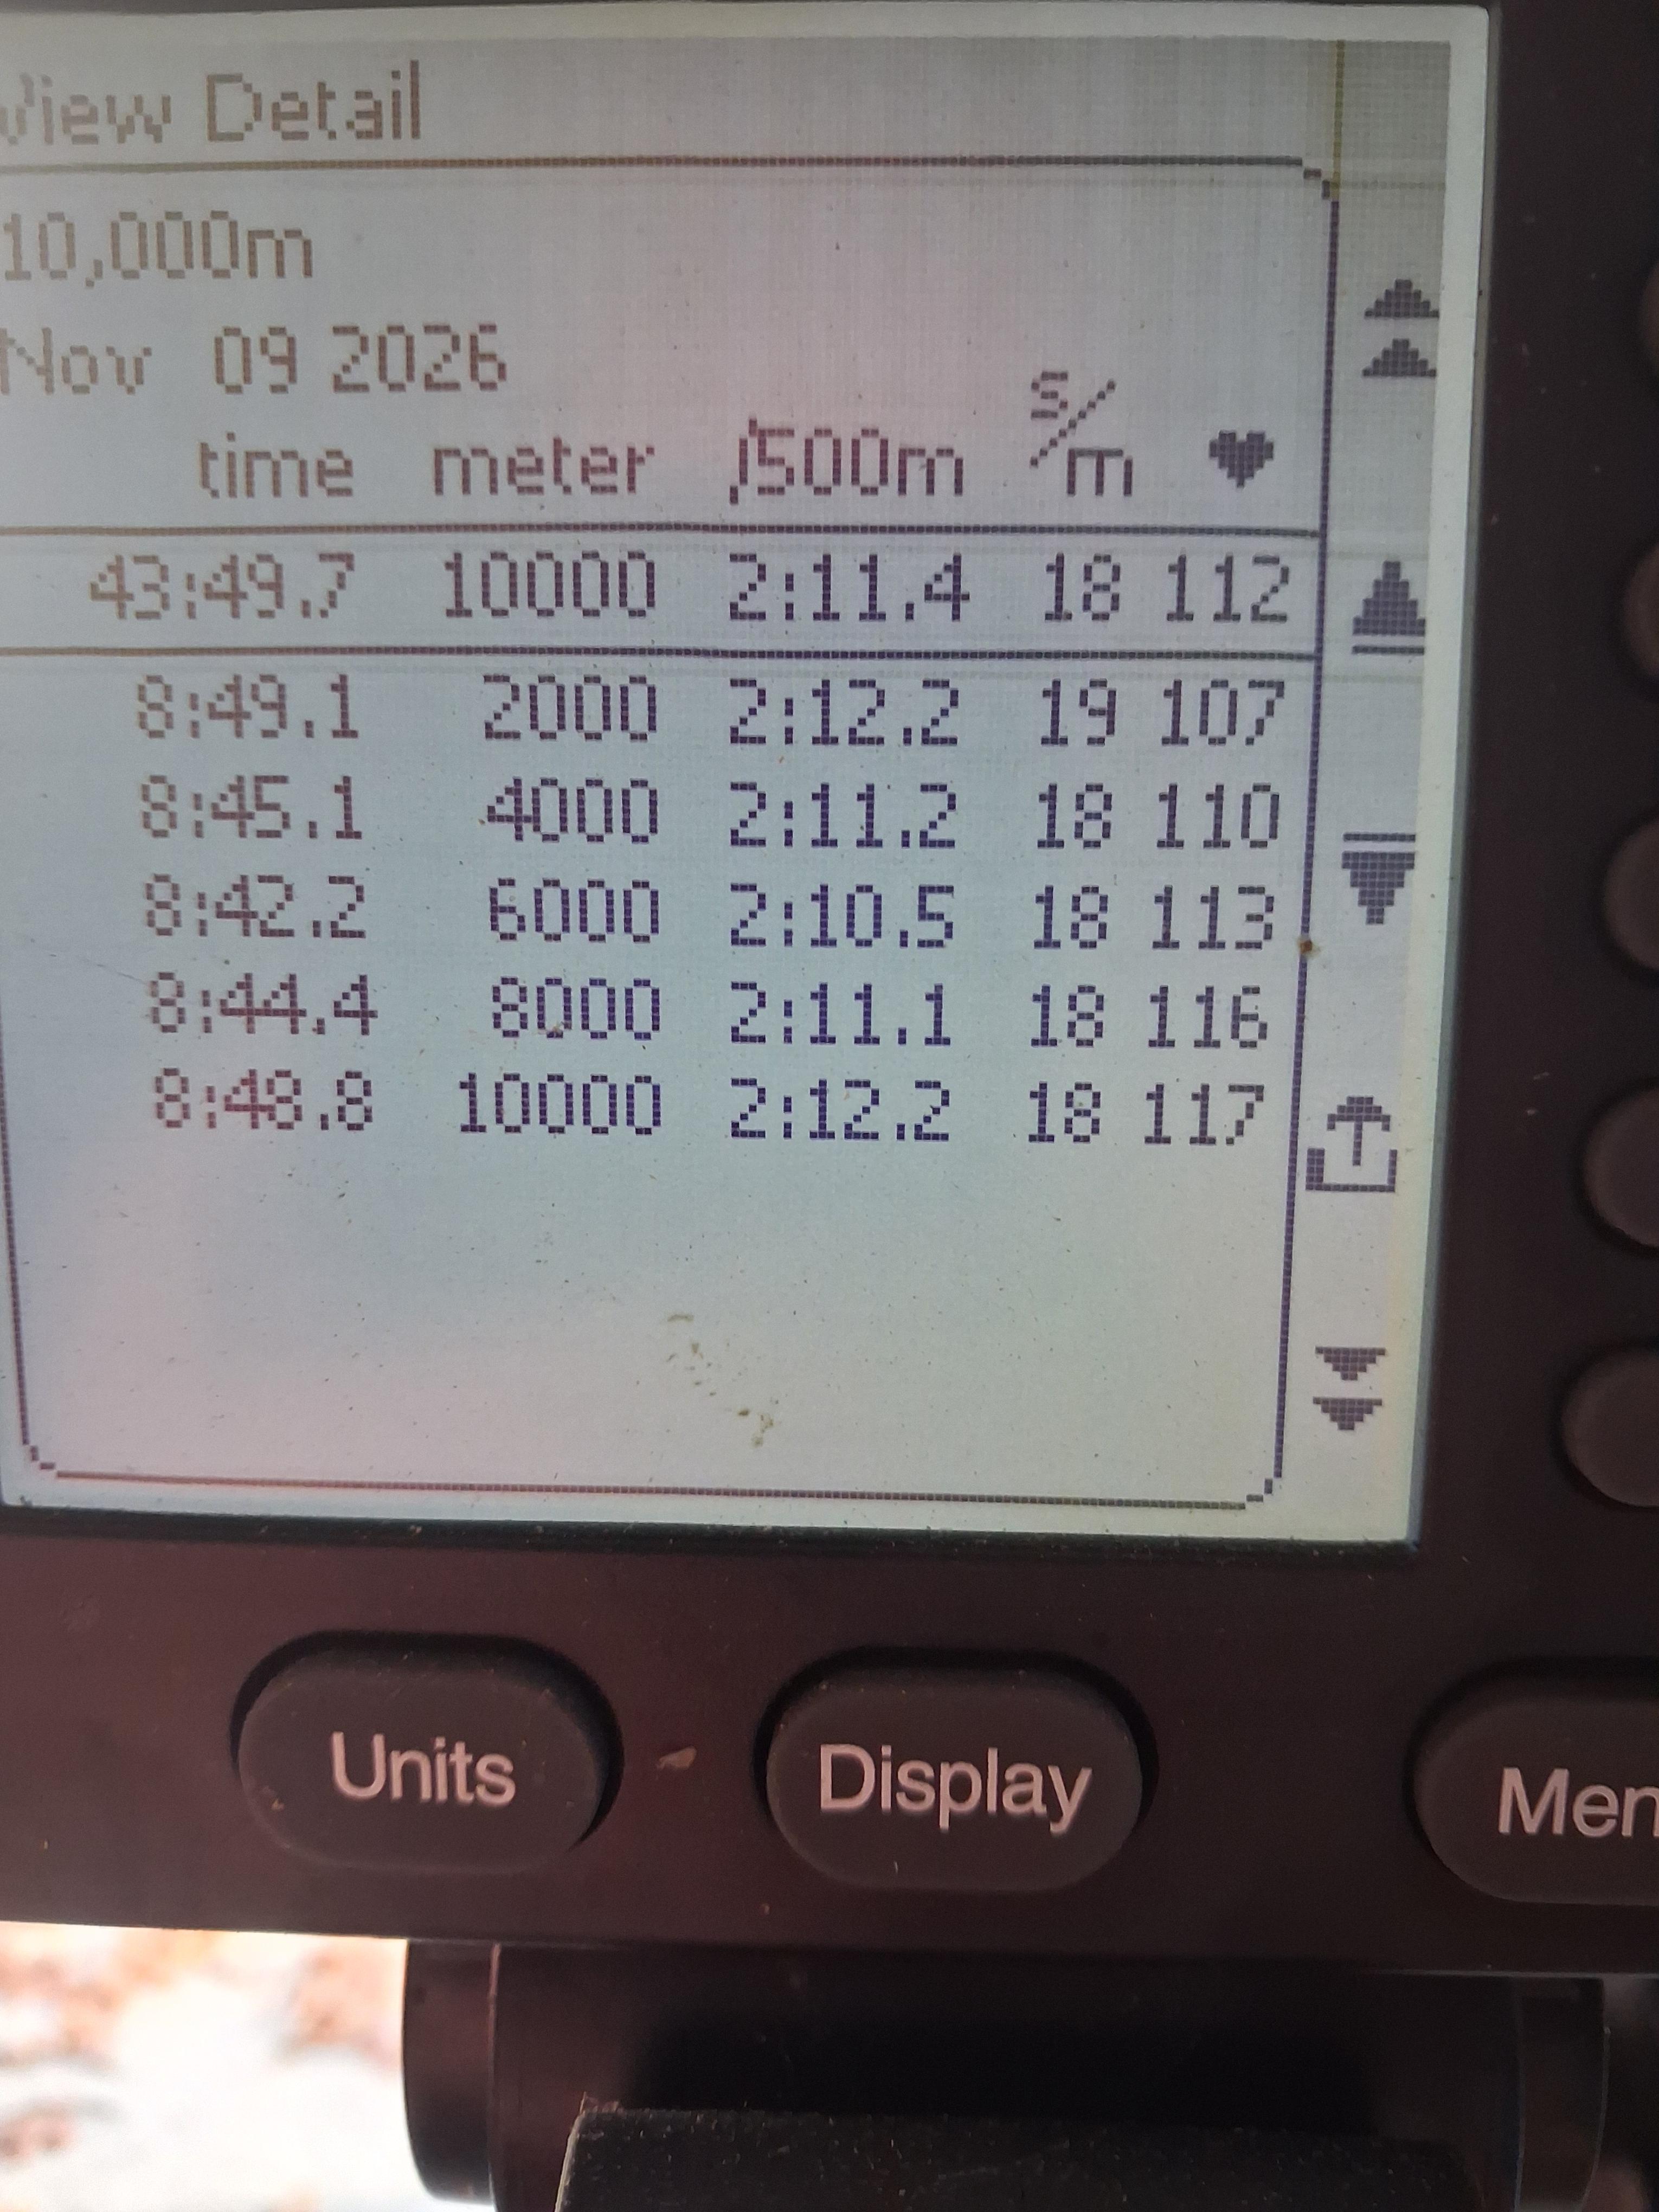 View Detail
10,000m
Nov 09 2026
time meter /500m s/m ♥
43:49.7 10000 2:11.4 18 112
8:49.1 2000 2:12.2 19 107
8:45.1 4000 2:11.2 18 110
8:42.2 6000 2:10.5 18 113
8:44.4 8000 2:11.1 18 116
8:48.8 10000 2:12.2 18 117
Units Display Men